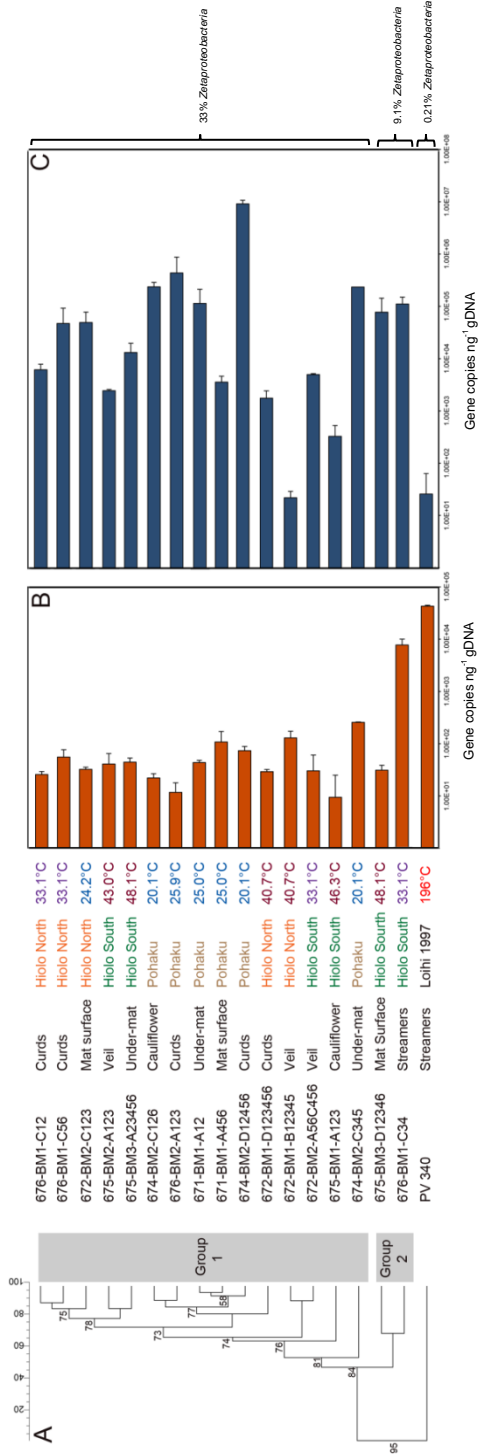 A
20
40
60
80
100
95
84
81
76
74
73
78
75
77
58
Group 1
Group 2
676-BM1-C12 Curds Hiolo North 33.1°C
676-BM1-C56 Curds Hiolo North 33.1°C
672-BM2-C123 Mat surface Hiolo North 24.2°C
675-BM2-A123 Veil Hiolo South 43.0°C
675-BM3-A23456 Under-mat Hiolo South 48.1°C
674-BM2-C126 Cauliflower Pohaku 20.1°C
676-BM2-A123 Curds Pohaku 25.9°C
671-BM1-A12 Under-mat Pohaku 25.0°C
671-BM1-A456 Mat surface Pohaku 25.0°C
674-BM2-D12456 Curds Pohaku 20.1°C
672-BM1-D123456 Curds Hiolo North 40.7°C
672-BM1-B12345 Veil Hiolo North 40.7°C
672-BM2-A56C456 Veil Hiolo South 33.1°C
675-BM1-A123 Cauliflower Hiolo South 46.3°C
674-BM2-C345 Under-mat Pohaku 20.1°C
675-BM3-D12346 Mat Surface Hiolo South 48.1°C
676-BM1-C34 Streamers Hiolo South 33.1°C
PV 340 Streamers Loihi 1997 196°C
B
1.00E+01
1.00E+02
1.00E+03
1.00E+04
1.00E+05
Gene copies ng⁻¹ gDNA
C
1.00E+01
1.00E+02
1.00E+03
1.00E+04
1.00E+05
1.00E+06
1.00E+07
1.00E+08
Gene copies ng⁻¹ gDNA
33% Zetaproteobacteria
9.1% Zetaproteobacteria
0.21% Zetaproteobacteria